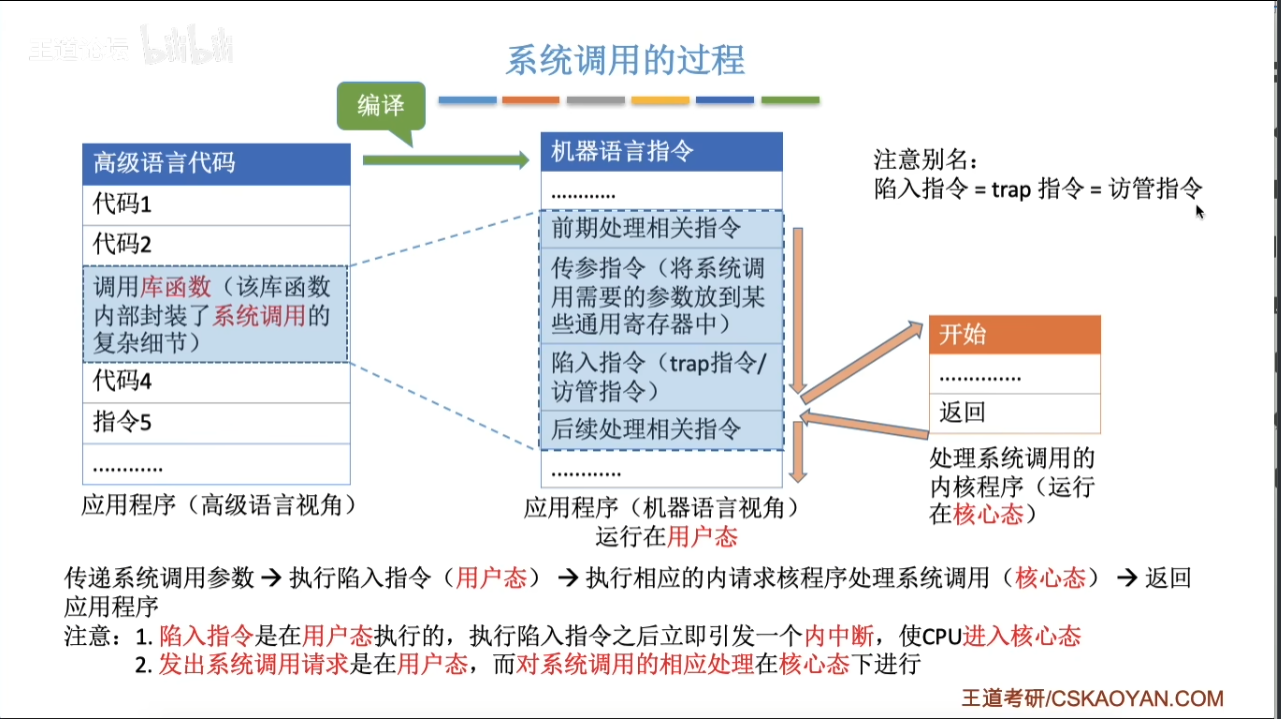 王道论坛 bilibili
系统调用的过程
编译
高级语言代码
代码1
代码2
调用库函数（该库函数
内部封装了系统调用的
复杂细节）
代码4
指令5
…………
应用程序（高级语言视角）
机器语言指令
…………
前期处理相关指令
传参指令（将系统调
用需要的参数放到某
些通用寄存器中）
陷入指令（trap指令/
访管指令）
后续处理相关指令
…………
应用程序（机器语言视角）
运行在用户态
注意别名：
陷入指令 = trap 指令 = 访管指令
开始
…………..
返回
处理系统调用的
内核程序（运行
在核心态）
传递系统调用参数 → 执行陷入指令（用户态） → 执行相应的内请求核程序处理系统调用（核心态） → 返回
应用程序
注意：1. 陷入指令是在用户态执行的，执行陷入指令之后立即引发一个内中断，使CPU进入核心态
2. 发出系统调用请求是在用户态，而对系统调用的相应处理在核心态下进行
王道考研/CSKAOYAN.COM